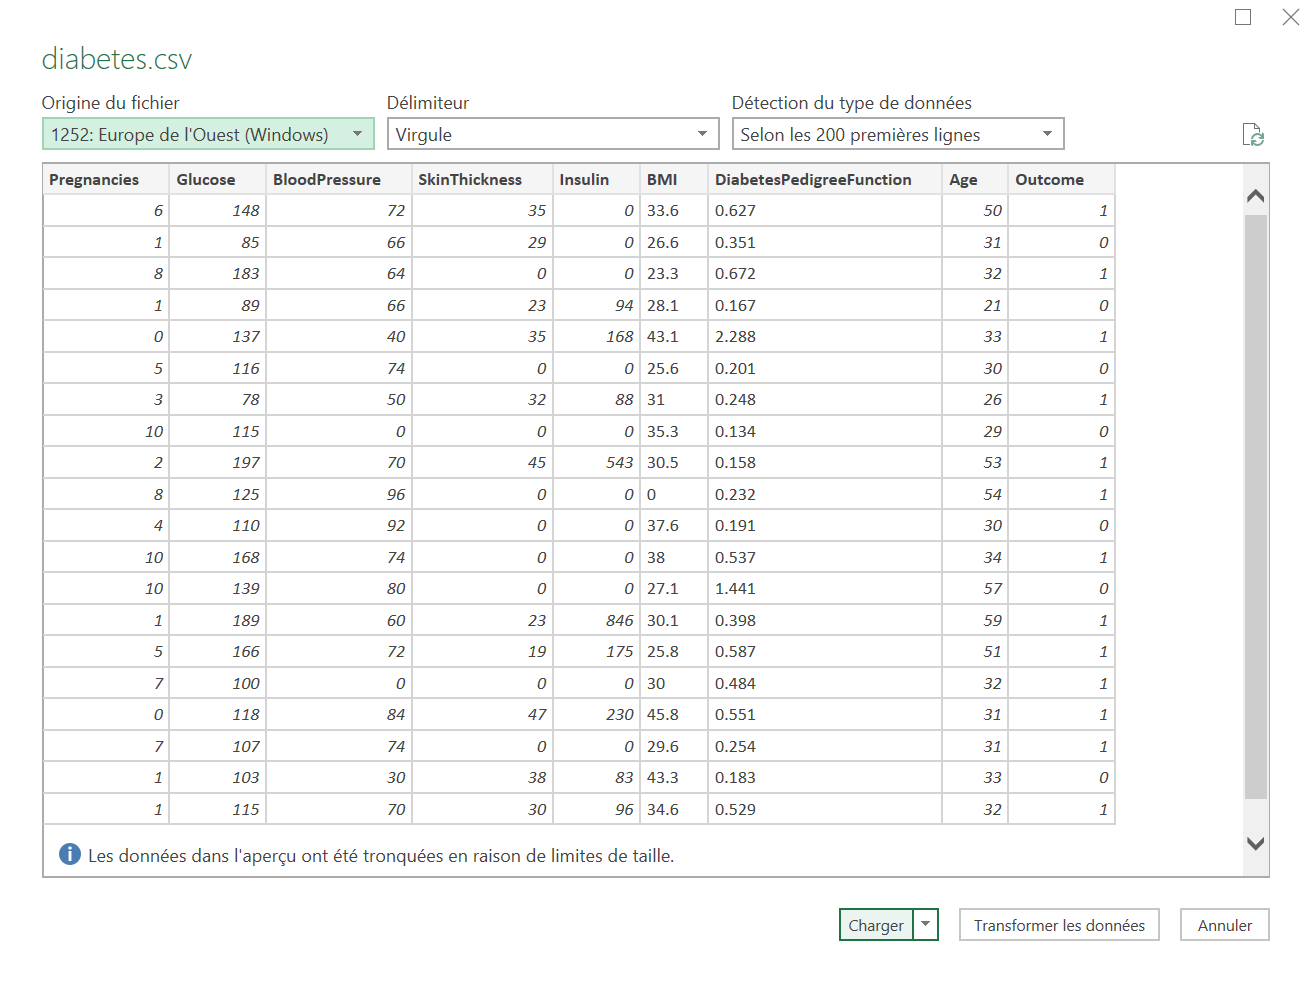 diabetes.csv
Origine du fichier Délimiteur Détection du type de données
1252: Europe de l'Ouest (Windows) Virgule Selon les 200 premières lignes
Pregnancies Glucose BloodPressure SkinThickness Insulin BMI DiabetesPedigreeFunction Age Outcome
6 148 72 35 0 33.6 0.627 50 1
1 85 66 29 0 26.6 0.351 31 0
8 183 64 0 0 23.3 0.672 32 1
1 89 66 23 94 28.1 0.167 21 0
0 137 40 35 168 43.1 2.288 33 1
5 116 74 0 0 25.6 0.201 30 0
3 78 50 32 88 31 0.248 26 1
10 115 0 0 0 35.3 0.134 29 0
2 197 70 45 543 30.5 0.158 53 1
8 125 96 0 0 0 0.232 54 1
4 110 92 0 0 37.6 0.191 30 0
10 168 74 0 0 38 0.537 34 1
10 139 80 0 0 27.1 1.441 57 0
1 189 60 23 846 30.1 0.398 59 1
5 166 72 19 175 25.8 0.587 51 1
7 100 0 0 0 30 0.484 32 1
0 118 84 47 230 45.8 0.551 31 1
7 107 74 0 0 29.6 0.254 31 1
1 103 30 38 83 43.3 0.183 33 0
1 115 70 30 96 34.6 0.529 32 1
Les données dans l'aperçu ont été tronquées en raison de limites de taille.
Charger Transformer les données Annuler